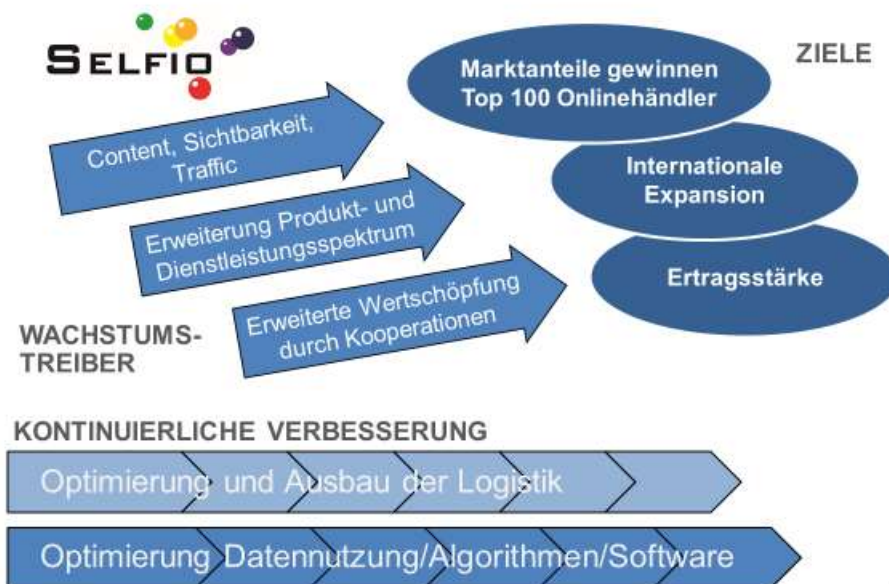 SELFIO
ZIELE
Marktanteile gewinnen
Top 100 Onlinehändler
Content, Sichtbarkeit,
Traffic
Internationale
Expansion
Erweiterung Produkt- und
Dienstleistungsspektrum
Ertragsstärke
Erweiterte Wertschöpfung
durch Kooperationen
WACHSTUMS-
TREIBER
KONTINUIERLICHE VERBESSERUNG
Optimierung und Ausbau der Logistik
Optimierung Datennutzung/Algorithmen/Software